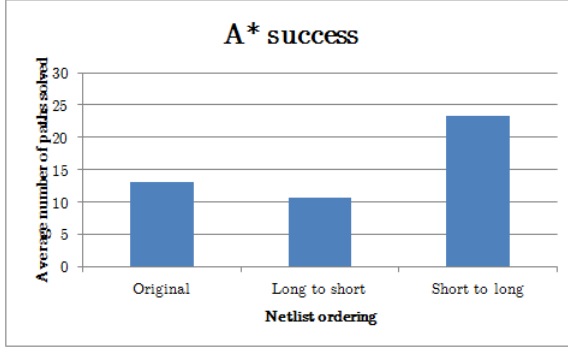 A* success
Average number of paths solved
30
25
20
15
10
5
0
Original
Long to short
Short to long
Netlist ordering